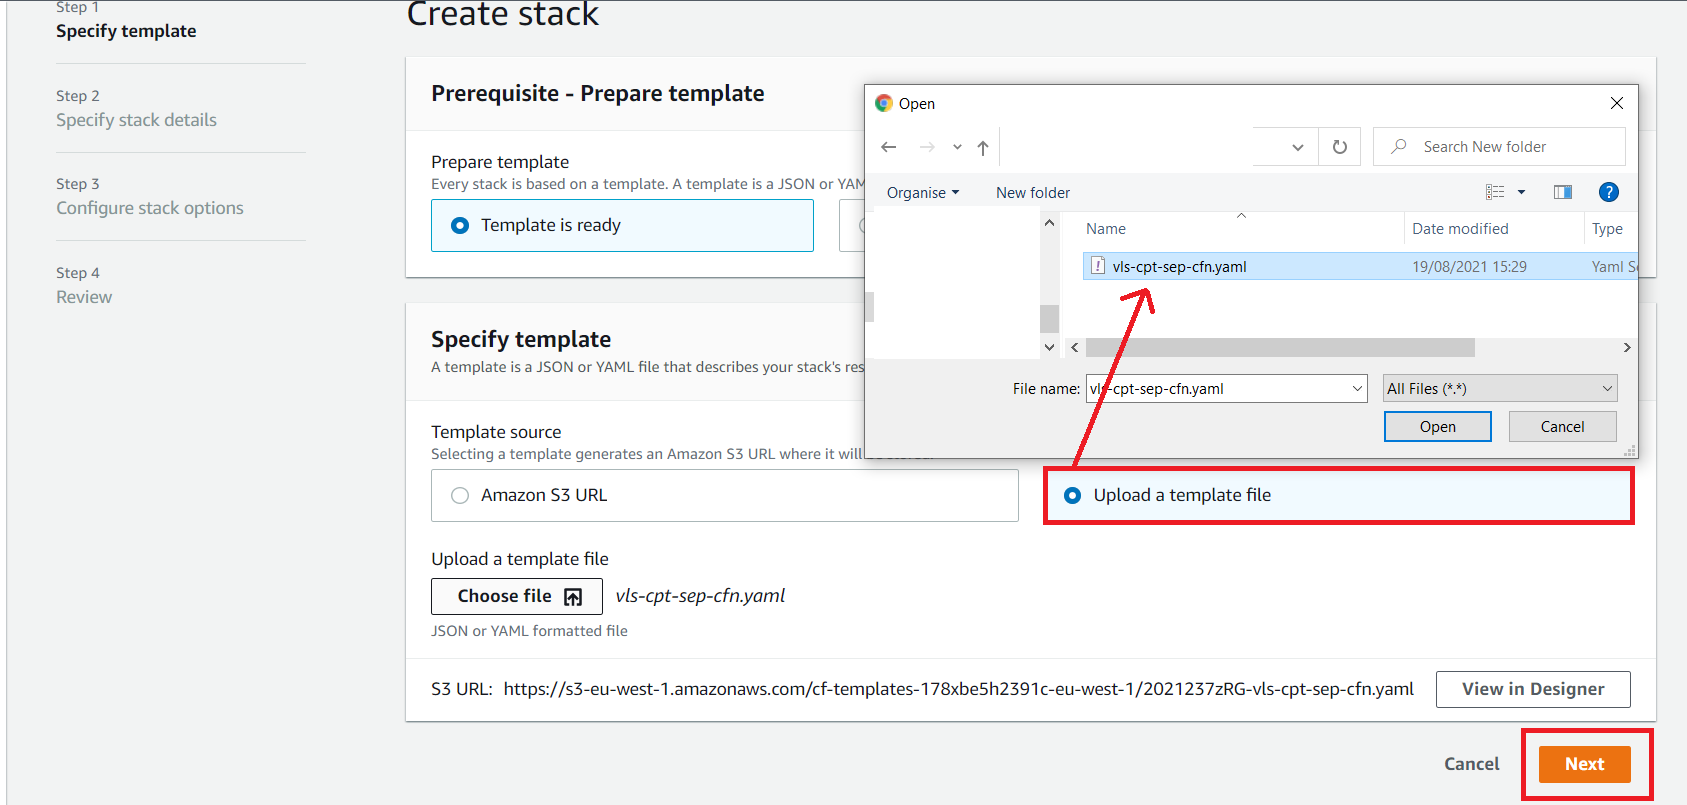 Step 1
Specify template
Step 2
Specify stack details
Step 3
Configure stack options
Step 4
Review
Create stack
Prerequisite - Prepare template
Prepare template
Every stack is based on a template. A template is a JSON or YAM
Template is ready
Specify template
A template is a JSON or YAML file that describes your stack's res
Template source
Selecting a template generates an Amazon S3 URL where it will be stored.
Amazon S3 URL
Upload a template file
Upload a template file
Choose file vls-cpt-sep-cfn.yaml
JSON or YAML formatted file
S3 URL: https://s3-eu-west-1.amazonaws.com/cf-templates-178xbe5h2391c-eu-west-1/2021237zRG-vls-cpt-sep-cfn.yaml View in Designer
Cancel Next
Open
Search New folder
Organise New folder
Name Date modified Type
vls-cpt-sep-cfn.yaml 19/08/2021 15:29 Yaml S
File name: vls-cpt-sep-cfn.yaml All Files (*.*)
Open Cancel